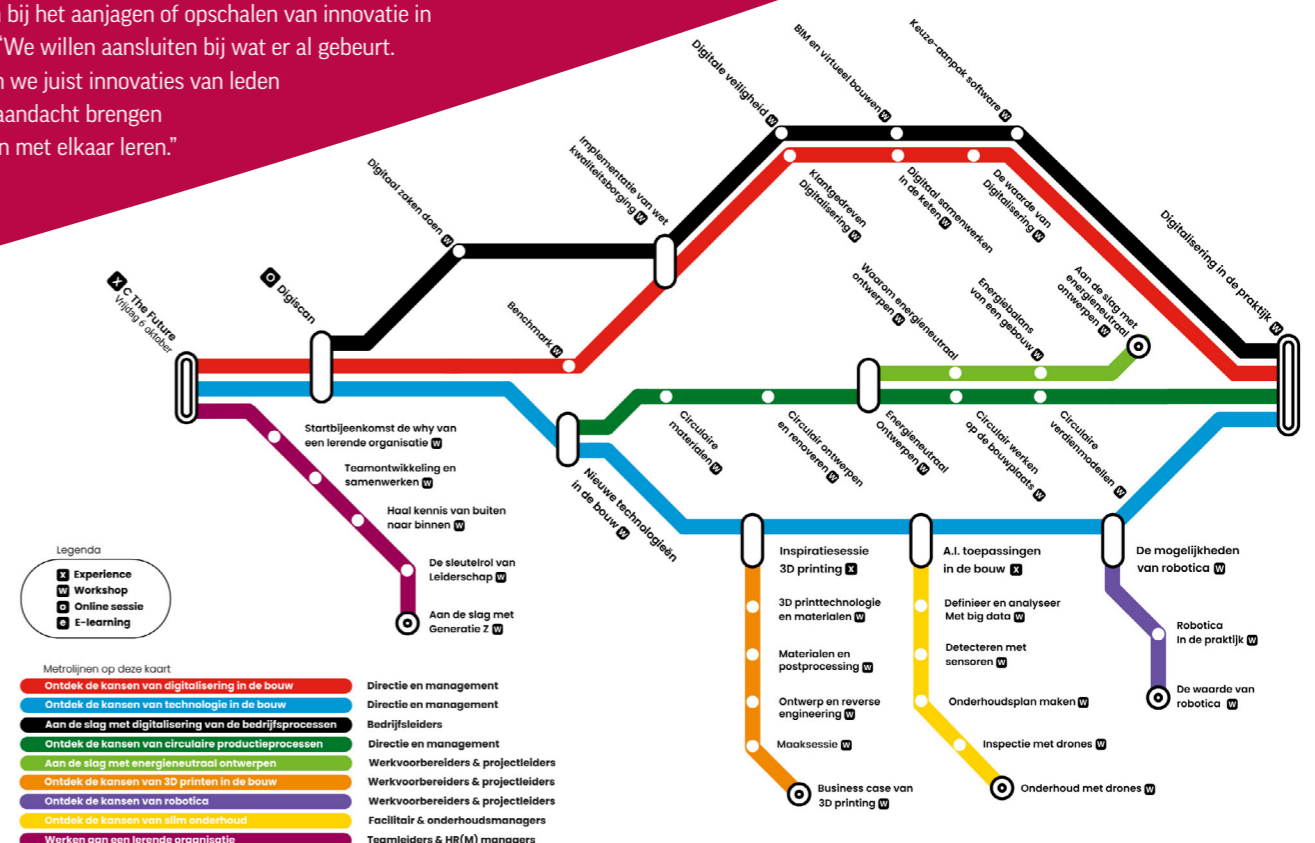 bij het aanjagen of opschalen van innovatie in
“We willen aansluiten bij wat er al gebeurt.
we juist innovaties van leden
aandacht brengen
n met elkaar leren.”
Digitale veiligheid W
BIM en virtueel bouwen W
Keuze-aanpak software W
Digitaal zaken doen W
Implementatie van wet
kwaliteitsborging W
Klantgedreven
Digitalisering W
Digitaal samenwerken
In de keten W
De waarde van
Digitalisering W
Digitalisering in de praktijk W
X C The Future
Vrijdag 6 oktober
O Digiscan
Benchmark W
Waarom energieneutraal
ontwerpen W
Energiebalans
van een gebouw W
Aan de slag met
energieneutraal
ontwerpen W
Startbijeenkomst de why van
een lerende organisatie W
Teamontwikkeling en
samenwerken W
Haal kennis van buiten
naar binnen W
De sleutelrol van
Leiderschap W
Aan de slag met
Generatie Z W
Nieuwe technologieën
in de bouw W
Circulaire
materialen W
Circulair ontwerpen
en renoveren W
Energieneutraal
Ontwerpen W
Circulair werken
op de bouwplaats W
Circulaire
verdienmodellen W
Inspiratiesessie
3D printing X
3D printtechnologie
en materialen W
Materialen en
postprocessing W
Ontwerp en reverse
engineering W
Maaksessie W
Business case van
3D printing W
A.I. toepassingen
in de bouw X
Definieer en analyseer
Met big data W
Detecteren met
sensoren W
Onderhoudsplan maken W
Inspectie met drones W
Onderhoud met drones W
De mogelijkheden
van robotica W
Robotica
In de praktijk W
De waarde van
robotica W
Legenda
X Experience
W Workshop
o Online sessie
e E-learning
Metrolijnen op deze kaart
Ontdek de kansen van digitalisering in de bouw Directie en management
Ontdek de kansen van technologie in de bouw Directie en management
Aan de slag met digitalisering van de bedrijfsprocessen Bedrijfsleiders
Ontdek de kansen van circulaire productieprocessen Directie en management
Aan de slag met energieneutraal ontwerpen Werkvoorbereiders & projectleiders
Ontdek de kansen van 3D printen in de bouw Werkvoorbereiders & projectleiders
Ontdek de kansen van robotica Werkvoorbereiders & projectleiders
Ontdek de kansen van slim onderhoud Facilitair & onderhoudsmanagers
Werken aan een lerende organisatie Teamleiders & HR(M) managers